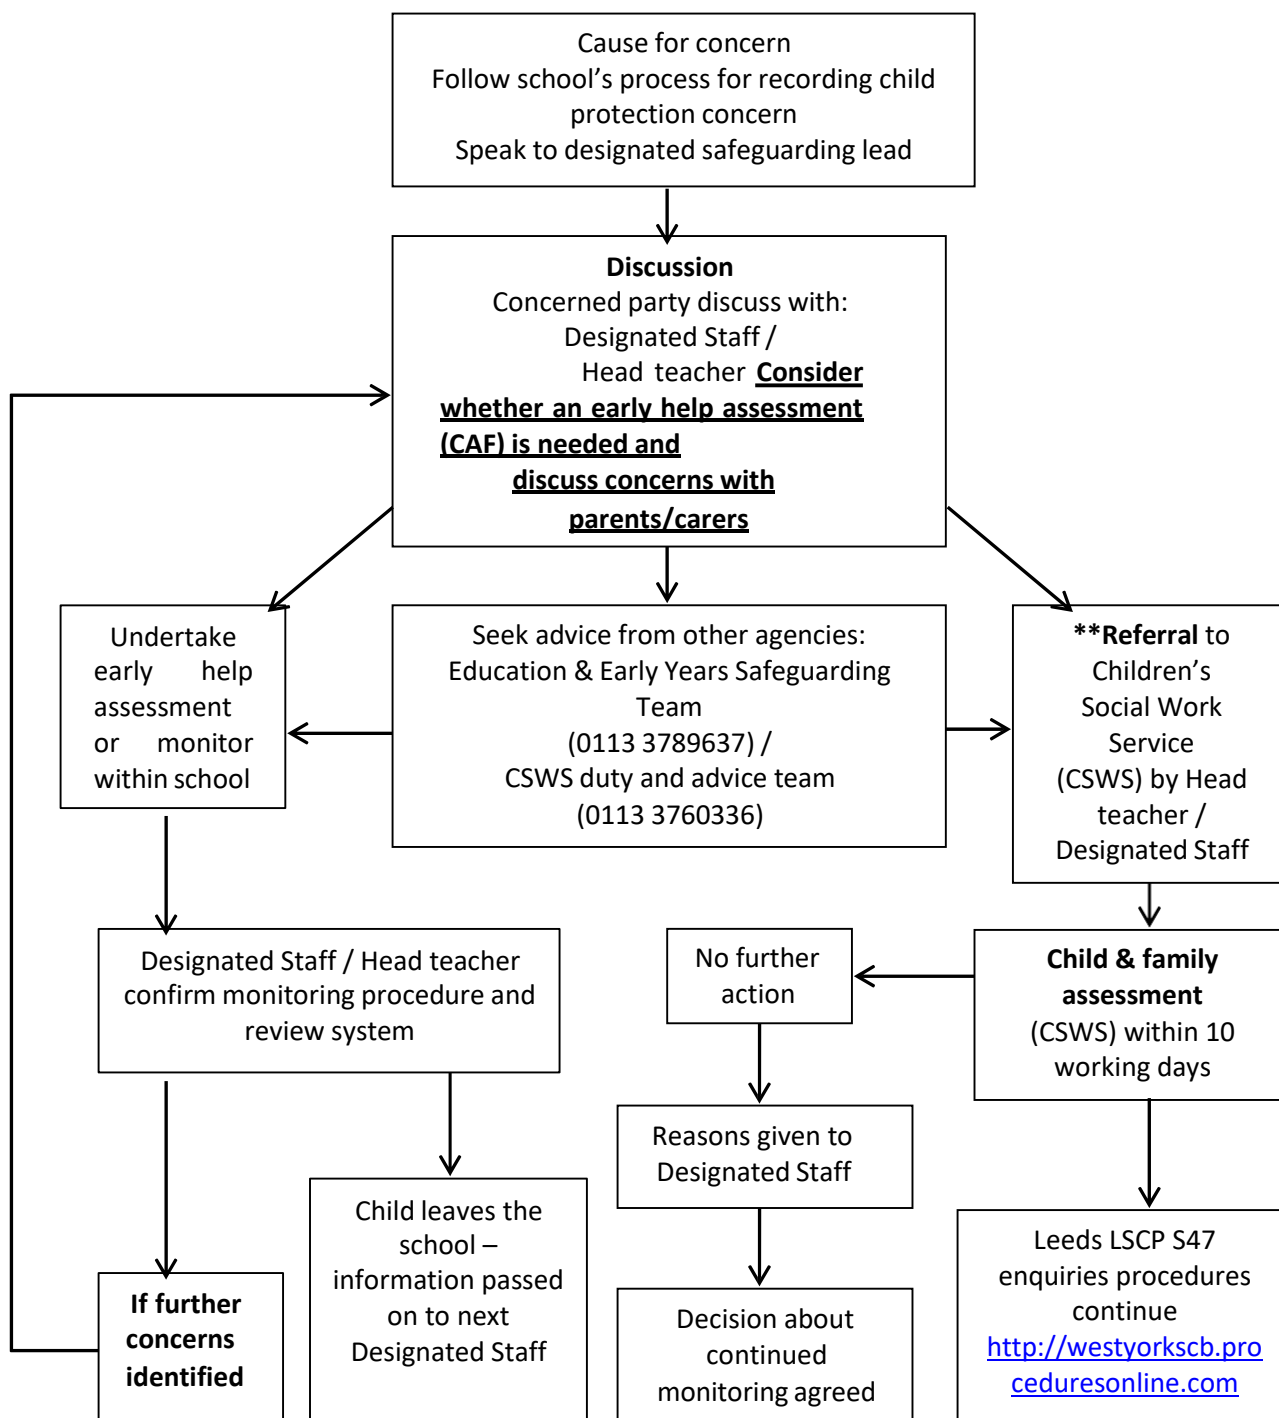 Cause for concern
Follow school’s process for recording child
protection concern
Speak to designated safeguarding lead
Discussion
Concerned party discuss with:
Designated Staff /
Head teacher Consider
whether an early help assessment
(CAF) is needed and
discuss concerns with
parents/carers
Undertake
early help
assessment
or monitor
within school
Seek advice from other agencies:
Education & Early Years Safeguarding
Team
(0113 3789637) /
CSWS duty and advice team
(0113 3760336)
**Referral to
Children’s
Social Work
Service
(CSWS) by Head
teacher /
Designated Staff
Designated Staff / Head teacher
confirm monitoring procedure and
review system
No further
action
Child & family
assessment
(CSWS) within 10
working days
Reasons given to
Designated Staff
If further
concerns
identified
Child leaves the
school –
information passed
on to next
Designated Staff
Decision about
continued
monitoring agreed
Leeds LSCP S47
enquiries procedures
continue
http://westyorkscb.pro
ceduresonline.com